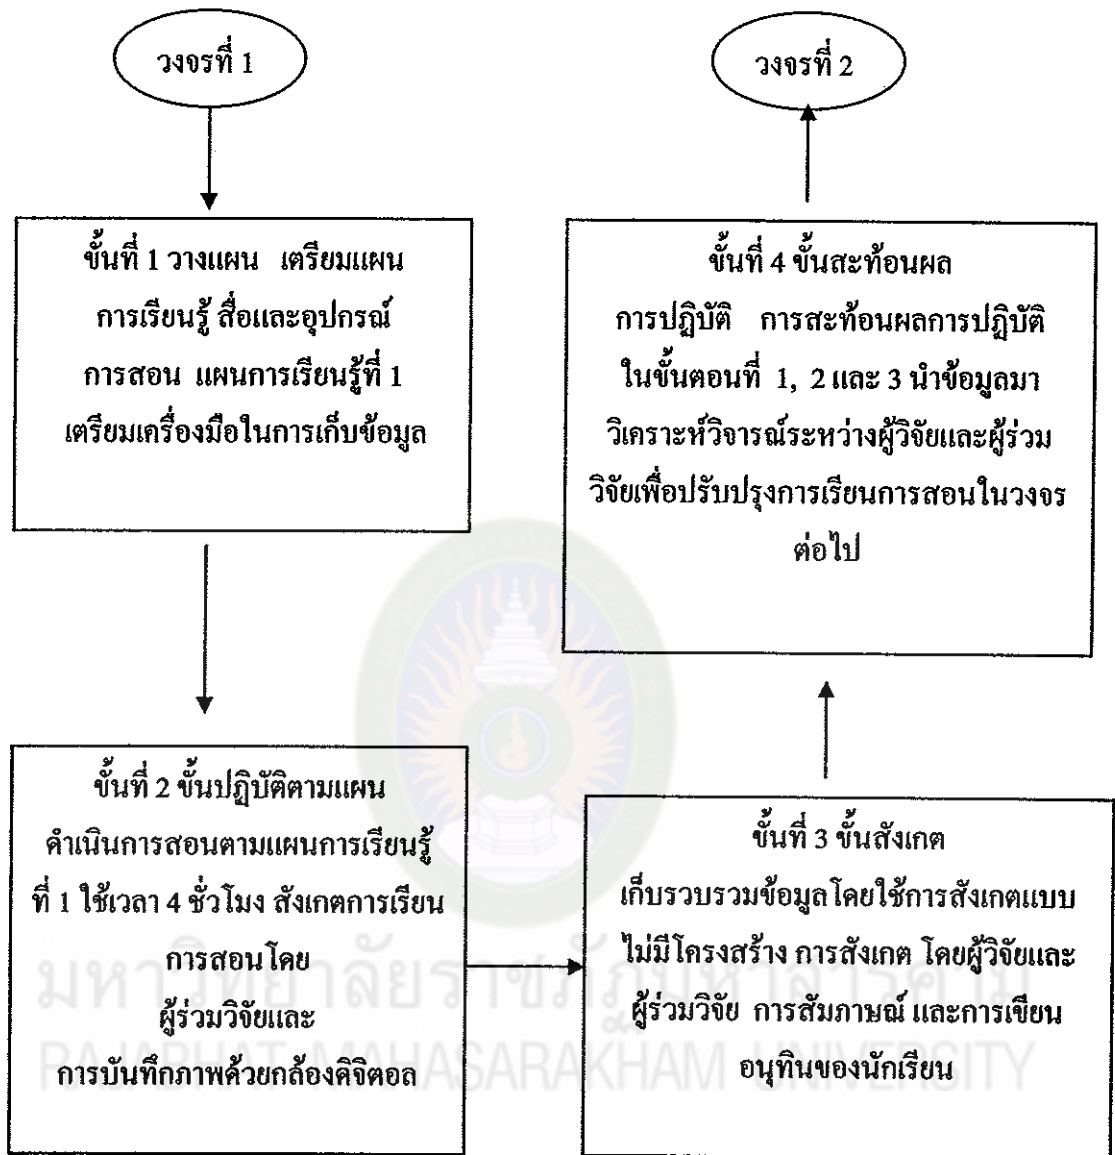 วงจรที่ 1
ขั้นที่ 1 วางแผน เตรียมแผน
การเรียนรู้ สื่อและอุปกรณ์
การสอน แผนการเรียนรู้ที่ 1
เตรียมเครื่องมือในการเก็บข้อมูล
ขั้นที่ 2 ขั้นปฏิบัติตามแผน
ดำเนินการสอนตามแผนการเรียนรู้
ที่ 1 ใช้เวลา 4 ชั่วโมง สังเกตการเรียน
การสอนโดย
ผู้ร่วมวิจัยและ
การบันทึกภาพด้วยกล้องดิจิตอล
ขั้นที่ 3 ขั้นสังเกต
เก็บรวบรวมข้อมูลโดยใช้การสังเกตแบบ
ไม่มีโครงสร้าง การสังเกต โดยผู้วิจัยและ
ผู้ร่วมวิจัย การสัมภาษณ์ และการเขียน
อนุทินของนักเรียน
ขั้นที่ 4 ขั้นสะท้อนผล
การปฏิบัติ การสะท้อนผลการปฏิบัติ
ในขั้นตอนที่ 1, 2 และ 3 นำข้อมูลมา
วิเคราะห์วิจารณ์ระหว่างผู้วิจัยและผู้ร่วม
วิจัยเพื่อปรับปรุงการเรียนการสอนในวงจร
ต่อไป
วงจรที่ 2
มหาวิทยาลัยราชภัฏมหาสารคาม
RAJABHAT MAHASARAKHAM UNIVERSITY